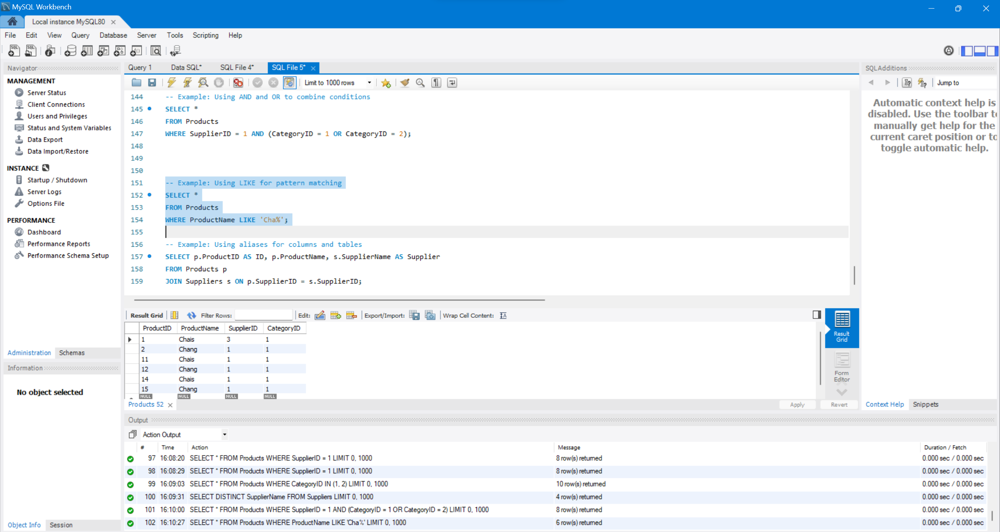 MySQL Workbench
Local instance MySQL80
File Edit View Query Database Server Tools Scripting Help
Navigator
MANAGEMENT
Server Status
Client Connections
Users and Privileges
Status and System Variables
Data Export
Data Import/Restore
INSTANCE
Startup / Shutdown
Server Logs
Options File
PERFORMANCE
Dashboard
Performance Reports
Performance Schema Setup
Administration Schemas
Information
No object selected
Object Info Session
Query 1 Data SQL* SQL File 4* SQL File 5*
Limit to 1000 rows
144 -- Example: Using AND and OR to combine conditions
145 SELECT *
146 FROM Products
147 WHERE SupplierID = 1 AND (CategoryID = 1 OR CategoryID = 2);
148
149
150
151 -- Example: Using LIKE for pattern matching
152 SELECT *
153 FROM Products
154 WHERE ProductName LIKE 'Cha%';
155
156 -- Example: Using aliases for columns and tables
157 SELECT p.ProductID AS ID, p.ProductName, s.SupplierName AS Supplier
158 FROM Products p
159 JOIN Suppliers s ON p.SupplierID = s.SupplierID;
Result Grid Filter Rows: Edit: Export/Import: Wrap Cell Content:
ProductID ProductName SupplierID CategoryID
1 Chais 3 1
2 Chang 1 1
11 Chais 1 1
12 Chang 1 1
14 Chais 1 1
15 Chang 1 1
NULL NULL NULL NULL
Result
Grid
Form
Editor
Products 52 Apply Revert
SQLAdditions
Jump to
Automatic context help is
disabled. Use the toolbar to
manually get help for the
current caret position or to
toggle automatic help.
Context Help Snippets
Output
Action Output
# Time Action Message Duration / Fetch
97 16:08:20 SELECT * FROM Products WHERE SupplierID = 1 LIMIT 0, 1000 8 row(s) returned 0.000 sec / 0.000 sec
98 16:08:29 SELECT * FROM Products WHERE SupplierID = 1 LIMIT 0, 1000 8 row(s) returned 0.000 sec / 0.000 sec
99 16:09:03 SELECT * FROM Products WHERE CategoryID IN (1, 2) LIMIT 0, 1000 10 row(s) returned 0.000 sec / 0.000 sec
100 16:09:31 SELECT DISTINCT SupplierName FROM Suppliers LIMIT 0, 1000 4 row(s) returned 0.000 sec / 0.000 sec
101 16:10:00 SELECT * FROM Products WHERE SupplierID = 1 AND (CategoryID = 1 OR CategoryID = 2) LIMIT 0, 1000 8 row(s) returned 0.000 sec / 0.000 sec
102 16:10:27 SELECT * FROM Products WHERE ProductName LIKE 'Cha%' LIMIT 0, 1000 6 row(s) returned 0.000 sec / 0.000 sec